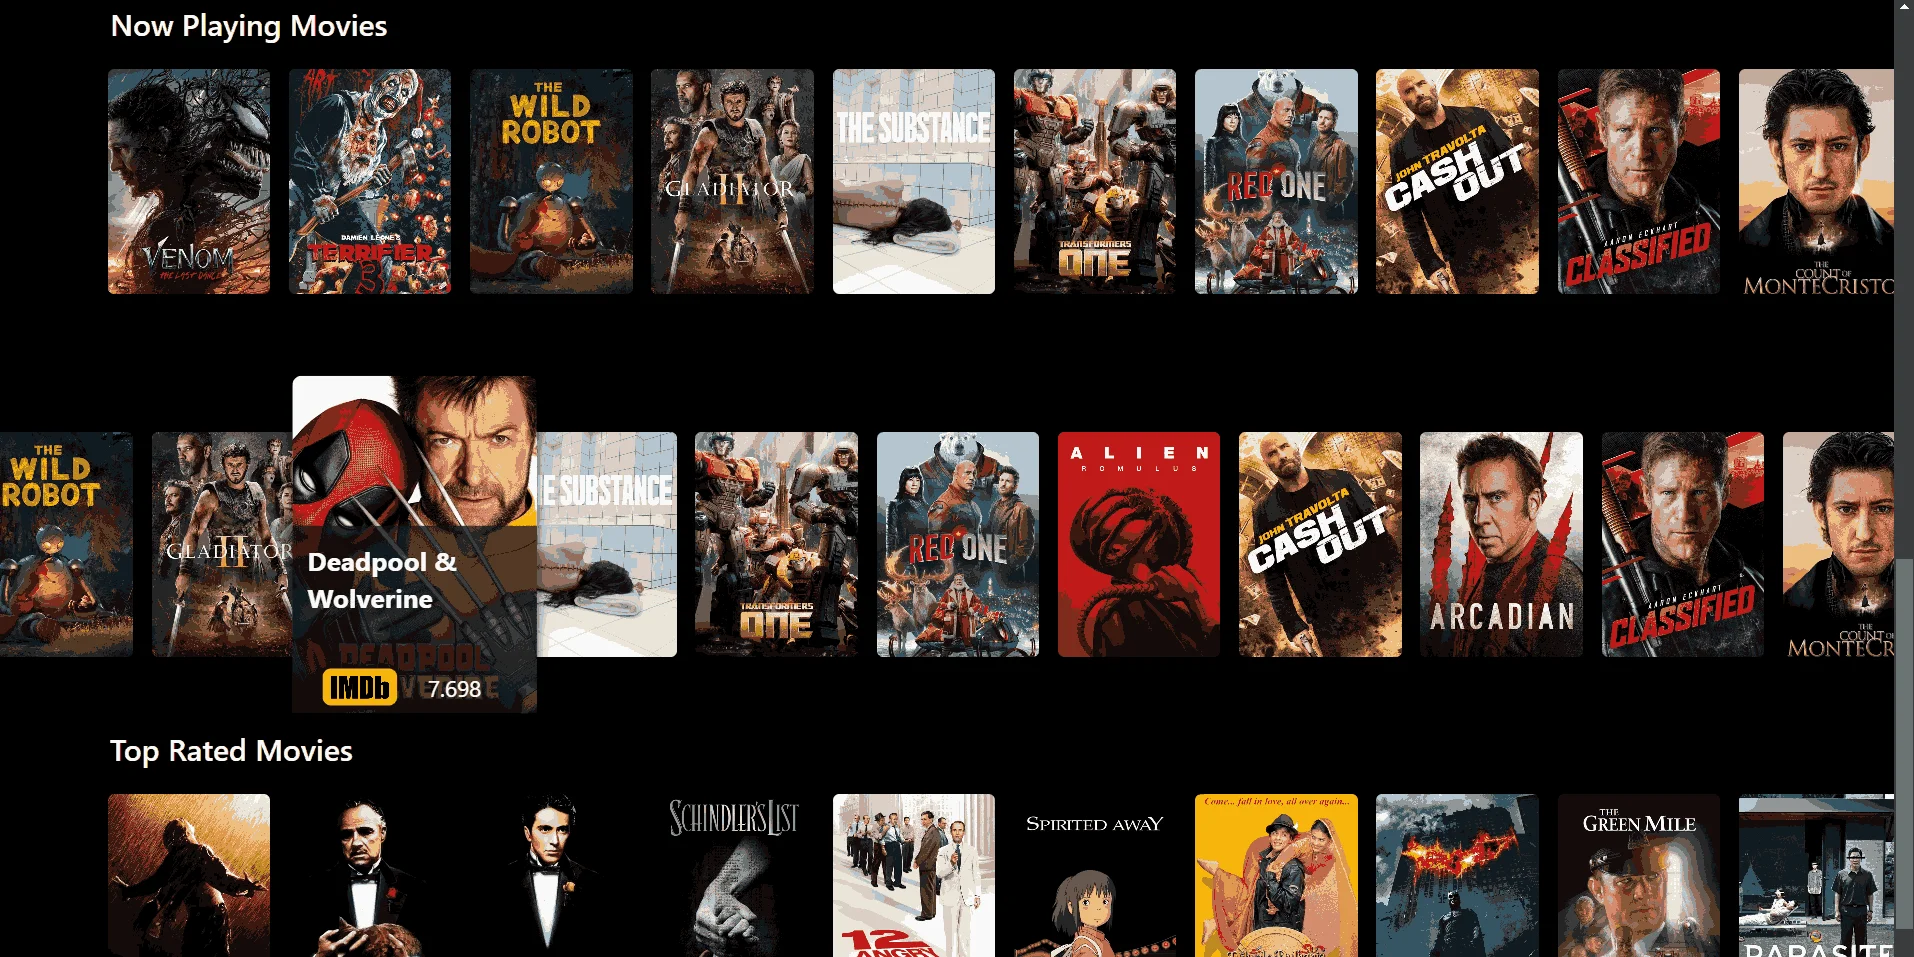 Now Playing Movies
VENOM
THE LAST DANCE
ART
DAMIEN LEONE'S
TERRIFIER
THE
WILD
ROBOT
GLADIATOR
II
THE SUBSTANCE
TRANSFORMERS
ONE
RED ONE
JOHN TRAVOLTA
CASH
OUT
AARON ECKHART
CLASSIFIED
THE
COUNT OF
MONTECRISTO
THE
WILD
ROBOT
GLADIATOR
II
Deadpool &
Wolverine
DEADPOOL
VERINE
IMDb
7.698
E SUBSTANCE
TRANSFORMERS
ONE
RED ONE
ALIEN
ROMULUS
JOHN TRAVOLTA
CASH
OUT
ARCADIAN
AARON ECKHART
CLASSIFIED
THE
COUNT OF
MONTECR
Top Rated Movies
SCHINDLER'S LIST
12
ANGRY
SPIRITED AWAY
Come... fall in love, all over again...
THE
GREEN MILE
PARASITE